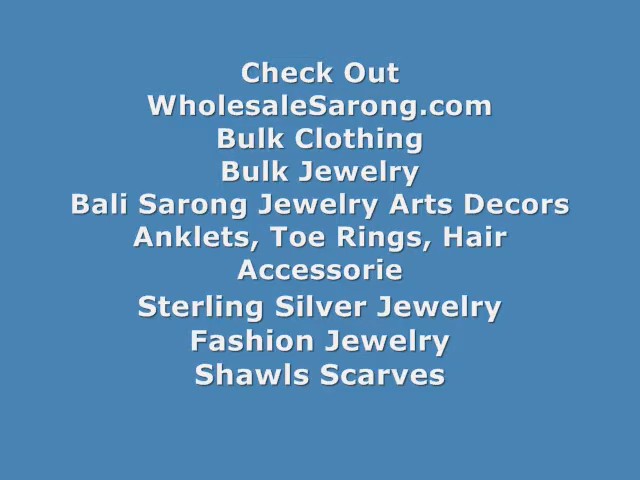 Check Out
WholesaleSarong.com
Bulk Clothing
Bulk Jewelry
Bali Sarong Jewelry Arts Decors
Anklets, Toe Rings, Hair
Accessorie
Sterling Silver Jewelry
Fashion Jewelry
Shawls Scarves